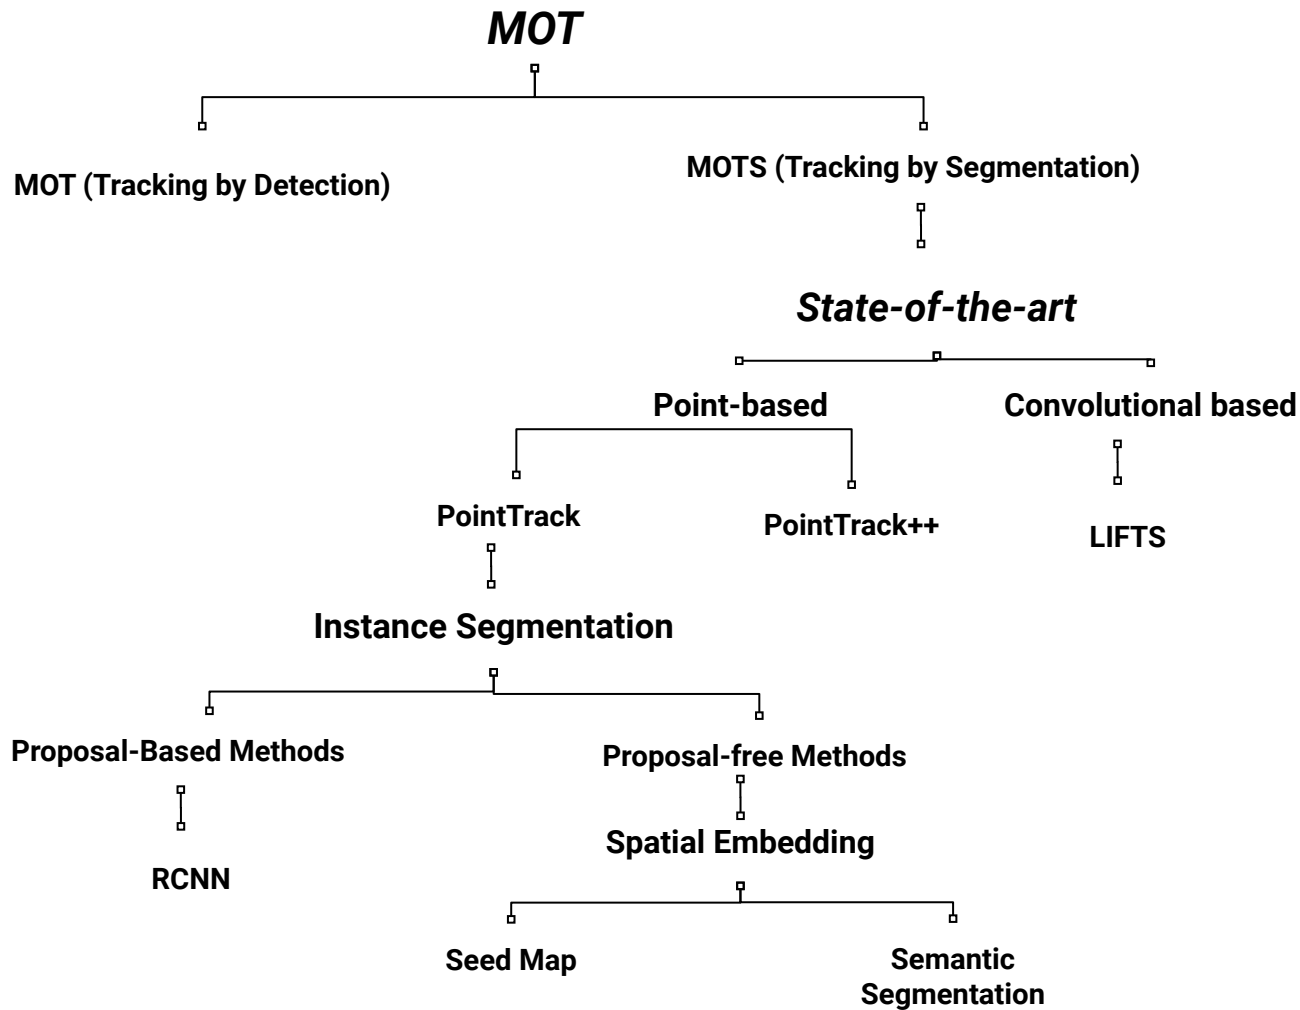 MOT
MOT (Tracking by Detection)
MOTS (Tracking by Segmentation)
State-of-the-art
Point-based
Convolutional based
PointTrack
PointTrack++
LIFTS
Instance Segmentation
Proposal-Based Methods
Proposal-free Methods
Spatial Embedding
RCNN
Seed Map
Semantic
Segmentation